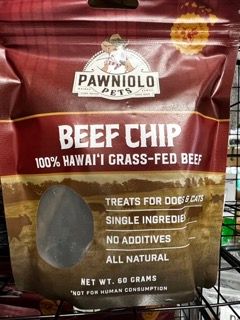 PAWNIOLO
PETS
BEEF CHIP
100% HAWAI'I GRASS-FED BEEF
TREATS FOR DOGS & CATS
SINGLE INGREDIE
NO ADDITIVES
ALL NATURAL
NET WT. 60 GRAMS
*NOT FOR HUMAN CONSUMPTION